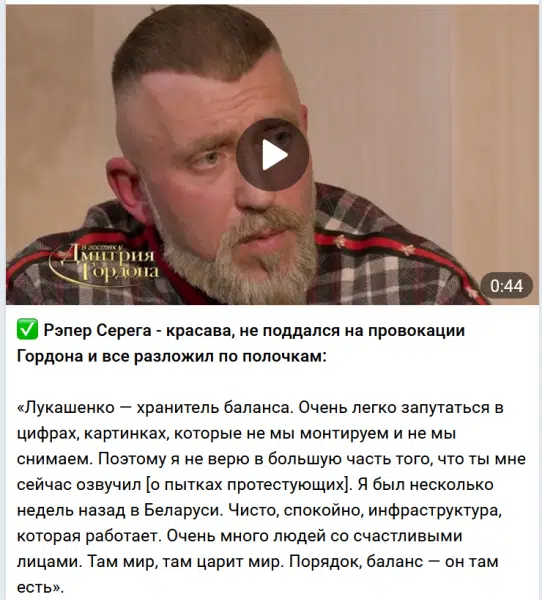 в гостях у
Дмитрия
Гордона
0:44
✅ Рэпер Серега - красава, не поддался на провокации
Гордона и все разложил по полочкам:
«Лукашенко — хранитель баланса. Очень легко запутаться в
цифрах, картинках, которые не мы монтируем и не мы
снимаем. Поэтому я не верю в большую часть того, что ты мне
сейчас озвучил [о пытках протестующих]. Я был несколько
недель назад в Беларуси. Чисто, спокойно, инфраструктура,
которая работает. Очень много людей со счастливыми
лицами. Там мир, там царит мир. Порядок, баланс — он там
есть».